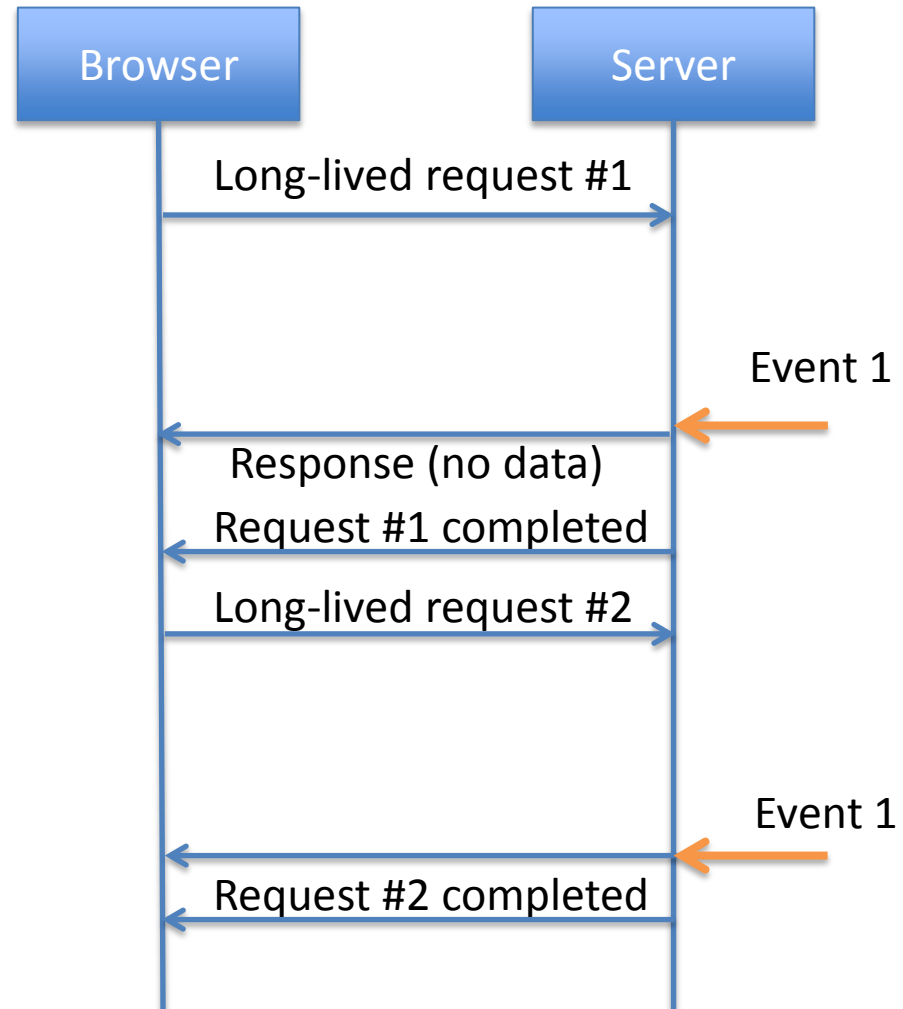 Browser
Server
Long-lived request #1
Event 1
Response (no data)
Request #1 completed
Long-lived request #2
Event 1
Request #2 completed